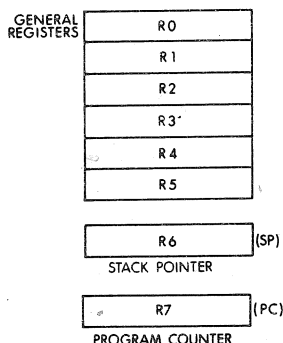 GENERAL
REGISTERS
R0
R1
R2
R3
R4
R5
R6 (SP)
STACK POINTER
R7 (PC)
PROGRAM COUNTER